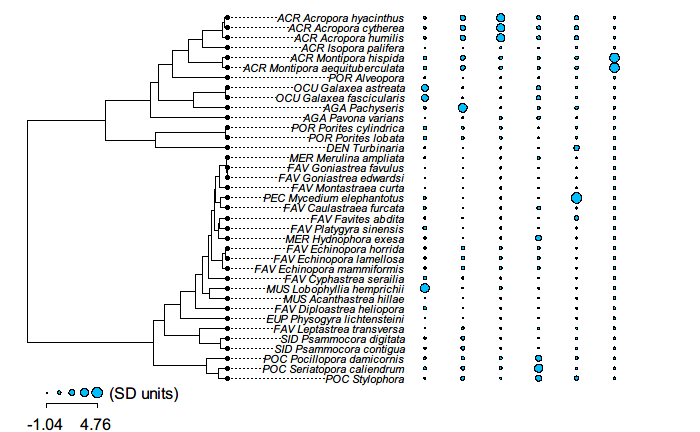 ACR Acropora hyacinthus
ACR Acropora cytherea
ACR Acropora humilis
ACR Isopora palifera
ACR Montipora hispida
ACR Montipora aequituberculata
POR Alveopora
OCU Galaxea astreata
OCU Galaxea fascicularis
AGA Pachyseris
AGA Pavona varians
POR Porites cylindrica
POR Porites lobata
DEN Turbinaria
MER Merulina ampliata
FAV Goniastrea favulus
FAV Goniastrea edwardsi
FAV Montastraea curta
PEC Mycedium elephantotus
FAV Caulastraea furcata
FAV Favites abdita
FAV Platygyra sinensis
MER Hydnophora exesa
FAV Echinopora horrida
FAV Echinopora lamellosa
FAV Echinopora mammiformis
FAV Cyphastrea serailia
MUS Lobophyllia hemprichii
MUS Acanthastrea hillae
FAV Diploastrea heliopora
EUP Physogyra lichtensteini
FAV Leptastrea transversa
SID Psammocora digitata
SID Psammocora contigua
POC Pocillopora damicornis
POC Seriatopora caliendrum
POC Stylophora
(SD units)
-1.04 4.76